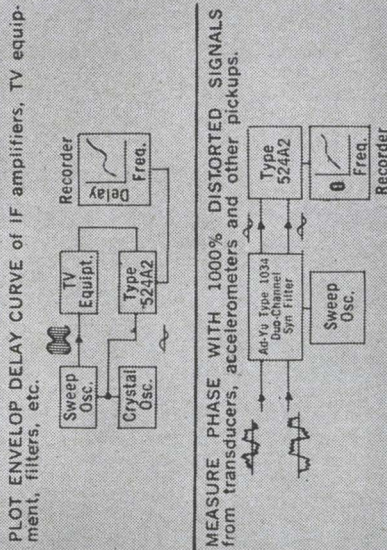 PLOT ENVELOP DELAY CURVE of IF amplifiers, TV equip-
ment, filters, etc.
Sweep
Osc.
Crystal
Osc.
TV
Equipt.
Type
524A2
Recorder
Delay
Freq.
MEASURE PHASE WITH 1000% DISTORTED SIGNALS
from transducers, accelerometers and other pickups.
Ad-Yu Type 1034
Duo-Channel
Syn Filter
Sweep
Osc.
Type
524A2
θ
Freq.
Recorder